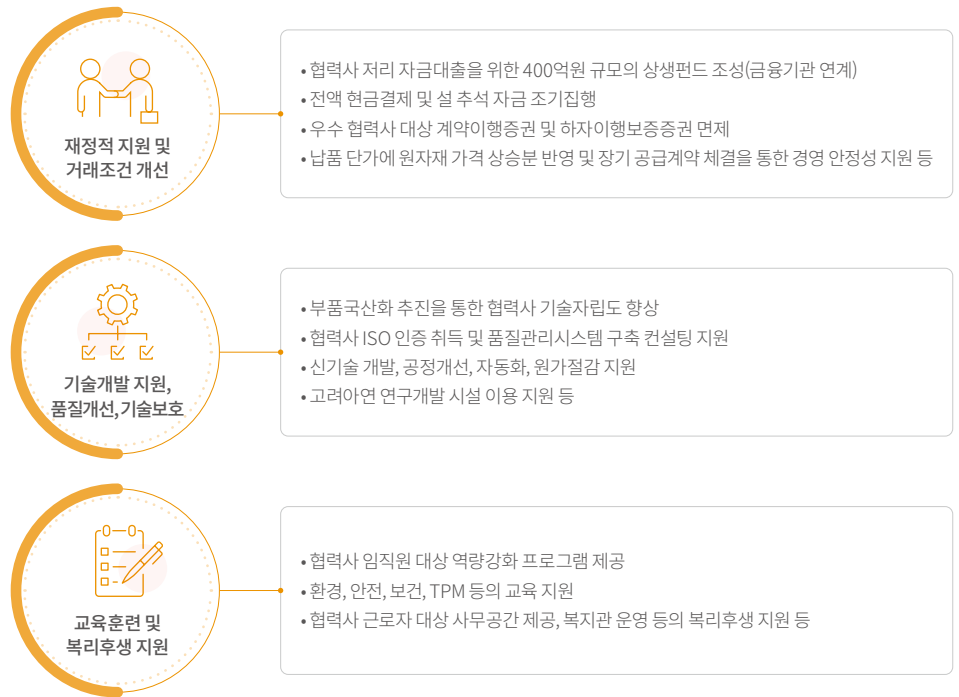 재정적 지원 및
거래조건 개선
• 협력사 저리 자금대출을 위한 400억원 규모의 상생펀드 조성(금융기관 연계)
• 전액 현금결제 및 설 추석 자금 조기집행
• 우수 협력사 대상 계약이행증권 및 하자이행보증증권 면제
• 납품 단가에 원자재 가격 상승분 반영 및 장기 공급계약 체결을 통한 경영 안정성 지원 등
기술개발 지원,
품질개선, 기술보호
• 부품국산화 추진을 통한 협력사 기술자립도 향상
• 협력사 ISO 인증 취득 및 품질관리시스템 구축 컨설팅 지원
• 신기술 개발, 공정개선, 자동화, 원가절감 지원
• 고려아연 연구개발 시설 이용 지원 등
교육훈련 및
복리후생 지원
• 협력사 임직원 대상 역량강화 프로그램 제공
• 환경, 안전, 보건, TPM 등의 교육 지원
• 협력사 근로자 대상 사무공간 제공, 복지관 운영 등의 복리후생 지원 등